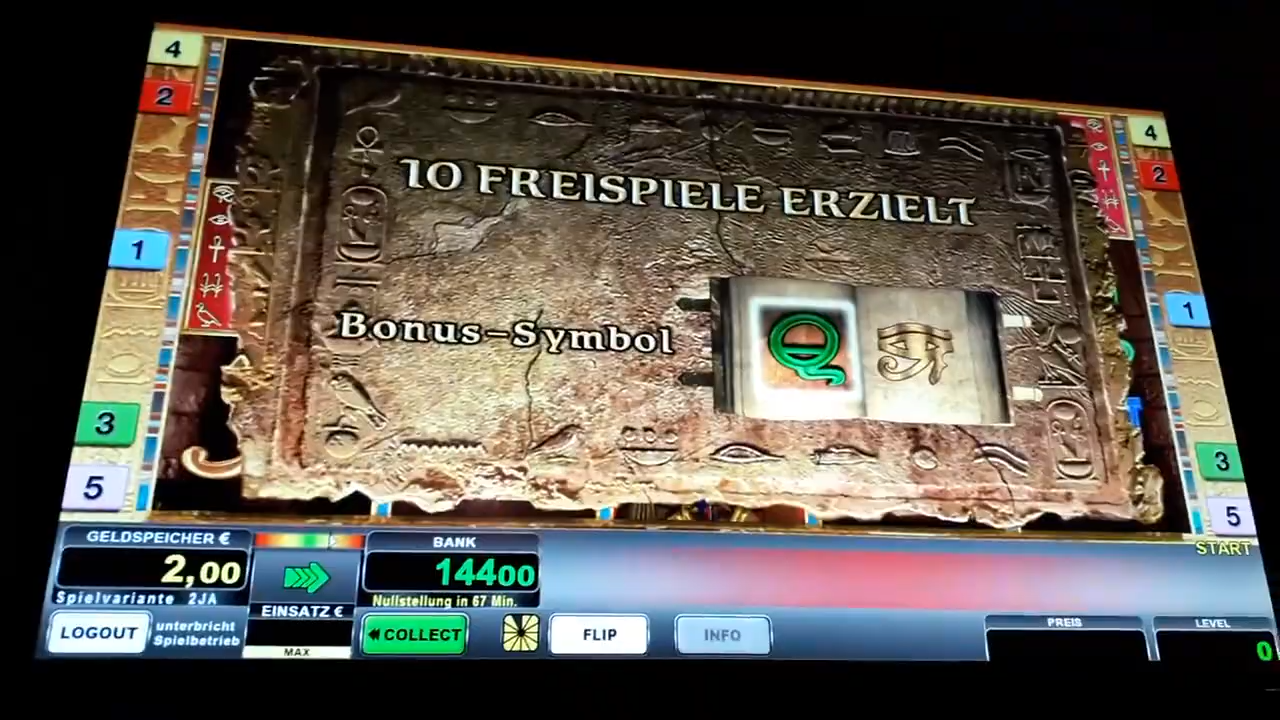 4
2
1
3
5
10 FREISPIELE ERZIELT
Bonus-Symbol
Q
4
2
1
3
5
START
GELDSPEICHER €
2,00
Spielvariante 2JA
EINSATZ €
MAX
BANK
14400
Nullstellung in 67 Min.
LOGOUT
unterbricht
Spielbetrieb
COLLECT
FLIP
INFO
PREIS
LEVEL
0